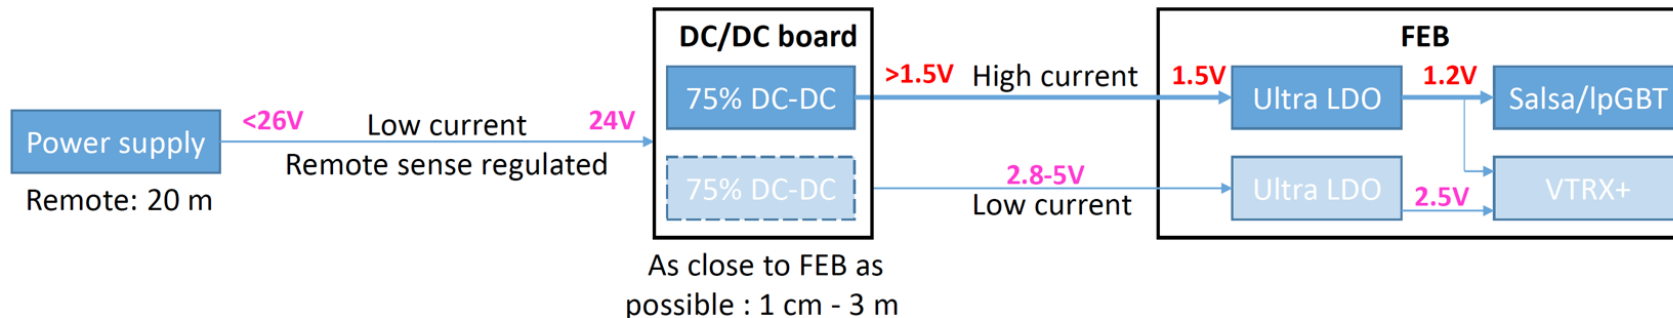 DC/DC board
FEB
<26V
Low current
24V
75% DC-DC
>1.5V
High current
1.5V
Ultra LDO
1.2V
Salsa/lpGBT
Power supply
Remote sense regulated
Remote: 20 m
75% DC-DC
2.8-5V
Low current
Ultra LDO
2.5V
VTRX+
As close to FEB as
possible : 1 cm - 3 m